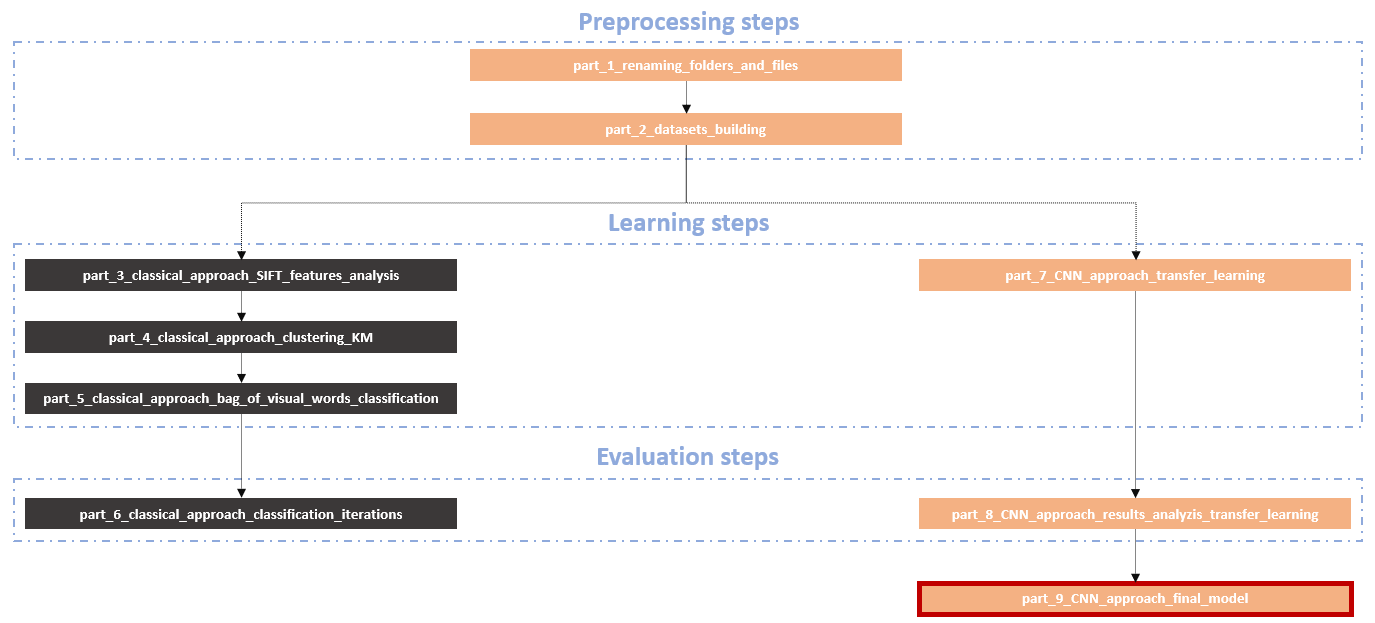 Preprocessing steps
part_1_renaming_folders_and_files
part_2_datasets_building
Learning steps
part_3_classical_approach_SIFT_features_analysis
part_7_CNN_approach_transfer_learning
part_4_classical_approach_clustering_KM
part_5_classical_approach_bag_of_visual_words_classification
Evaluation steps
part_6_classical_approach_classification_iterations
part_8_CNN_approach_results_analyzis_transfer_learning
part_9_CNN_approach_final_model